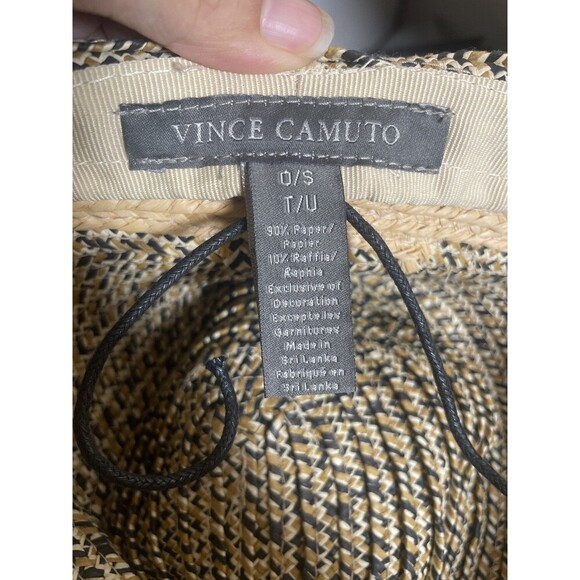 VINCE CAMUTO
O/S
T/U
90% Paper/
Papier
10% Raffia/
Raphia
Exclusive of
Decoration
Excepte les
Garnitures
Made in
Sri Lanka
Fabriqué en
Sri Lanka